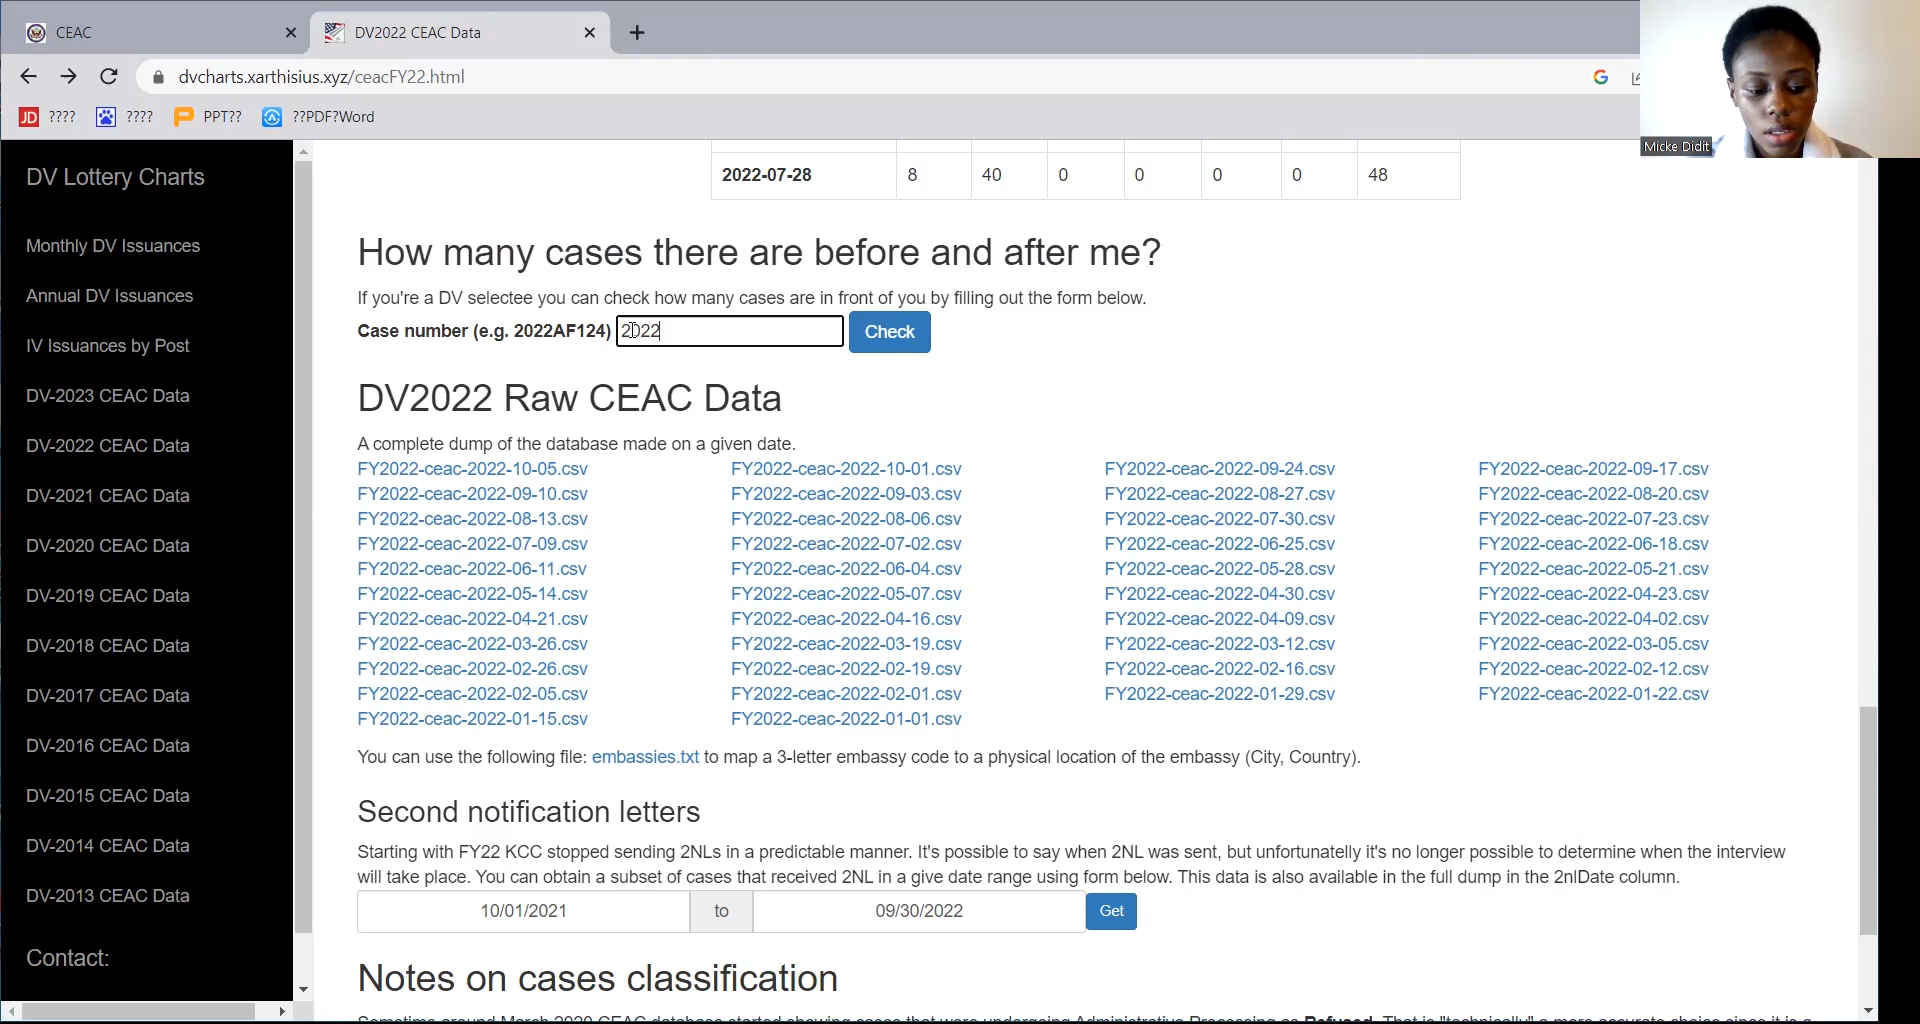 CEAC
DV2022 CEAC Data
dvcharts.xarthisius.xyz/ceacFY22.html
JD ???? ???? PPT?? ??PDF?Word
Micke Didit
DV Lottery Charts
Monthly DV Issuances
Annual DV Issuances
IV Issuances by Post
DV-2023 CEAC Data
DV-2022 CEAC Data
DV-2021 CEAC Data
DV-2020 CEAC Data
DV-2019 CEAC Data
DV-2018 CEAC Data
DV-2017 CEAC Data
DV-2016 CEAC Data
DV-2015 CEAC Data
DV-2014 CEAC Data
DV-2013 CEAC Data
Contact:
2022-07-28 8 40 0 0 0 0 48
How many cases there are before and after me?
If you're a DV selectee you can check how many cases are in front of you by filling out the form below.
Case number (e.g. 2022AF124) 2022 Check
DV2022 Raw CEAC Data
A complete dump of the database made on a given date.
FY2022-ceac-2022-10-05.csv FY2022-ceac-2022-10-01.csv FY2022-ceac-2022-09-24.csv FY2022-ceac-2022-09-17.csv
FY2022-ceac-2022-09-10.csv FY2022-ceac-2022-09-03.csv FY2022-ceac-2022-08-27.csv FY2022-ceac-2022-08-20.csv
FY2022-ceac-2022-08-13.csv FY2022-ceac-2022-08-06.csv FY2022-ceac-2022-07-30.csv FY2022-ceac-2022-07-23.csv
FY2022-ceac-2022-07-09.csv FY2022-ceac-2022-07-02.csv FY2022-ceac-2022-06-25.csv FY2022-ceac-2022-06-18.csv
FY2022-ceac-2022-06-11.csv FY2022-ceac-2022-06-04.csv FY2022-ceac-2022-05-28.csv FY2022-ceac-2022-05-21.csv
FY2022-ceac-2022-05-14.csv FY2022-ceac-2022-05-07.csv FY2022-ceac-2022-04-30.csv FY2022-ceac-2022-04-23.csv
FY2022-ceac-2022-04-21.csv FY2022-ceac-2022-04-16.csv FY2022-ceac-2022-04-09.csv FY2022-ceac-2022-04-02.csv
FY2022-ceac-2022-03-26.csv FY2022-ceac-2022-03-19.csv FY2022-ceac-2022-03-12.csv FY2022-ceac-2022-03-05.csv
FY2022-ceac-2022-02-26.csv FY2022-ceac-2022-02-19.csv FY2022-ceac-2022-02-16.csv FY2022-ceac-2022-02-12.csv
FY2022-ceac-2022-02-05.csv FY2022-ceac-2022-02-01.csv FY2022-ceac-2022-01-29.csv FY2022-ceac-2022-01-22.csv
FY2022-ceac-2022-01-15.csv FY2022-ceac-2022-01-01.csv
You can use the following file: embassies.txt to map a 3-letter embassy code to a physical location of the embassy (City, Country).
Second notification letters
Starting with FY22 KCC stopped sending 2NLs in a predictable manner. It's possible to say when 2NL was sent, but unfortunatelly it's no longer possible to determine when the interview
will take place. You can obtain a subset of cases that received 2NL in a give date range using form below. This data is also available in the full dump in the 2nlDate column.
10/01/2021 to 09/30/2022 Get
Notes on cases classification
Sometime around March 2020 CEAC database started showing cases that were undergoing Administrative Processing as Refused. That is "technically" a more accurate choice since it is a